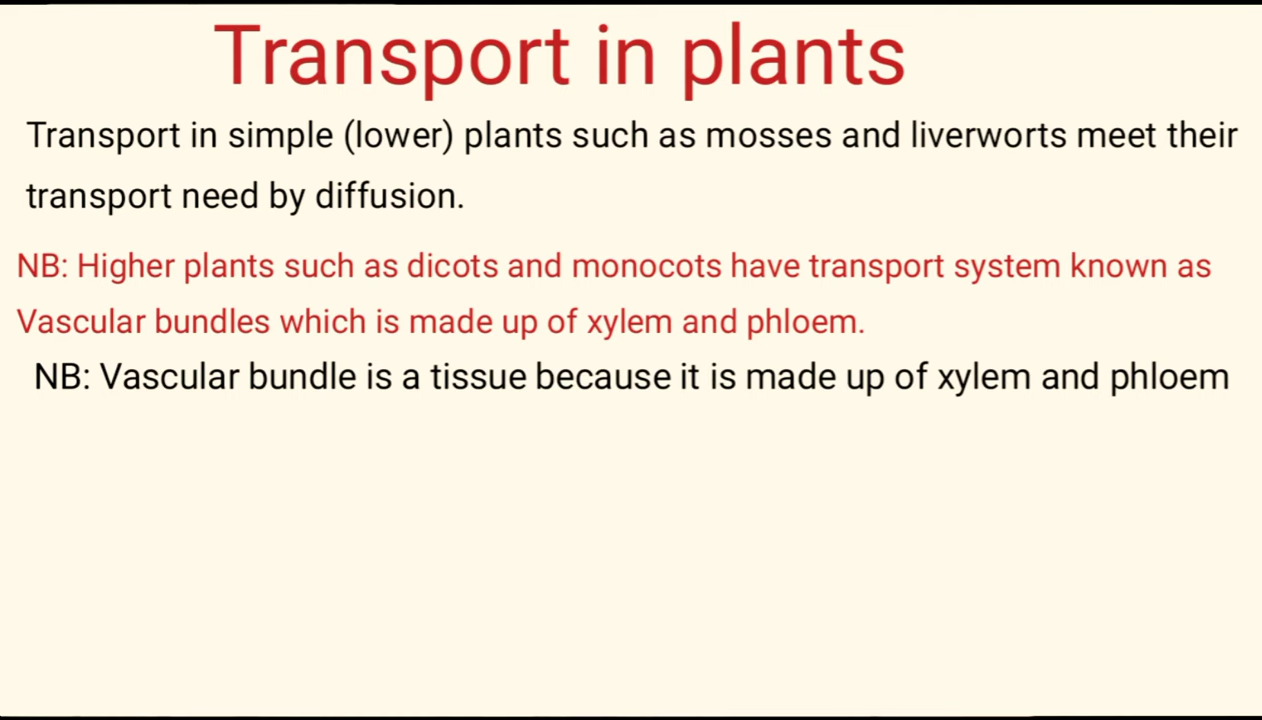 Transport in plants
Transport in simple (lower) plants such as mosses and liverworts meet their
transport need by diffusion.
NB: Higher plants such as dicots and monocots have transport system known as
Vascular bundles which is made up of xylem and phloem.
NB: Vascular bundle is a tissue because it is made up of xylem and phloem